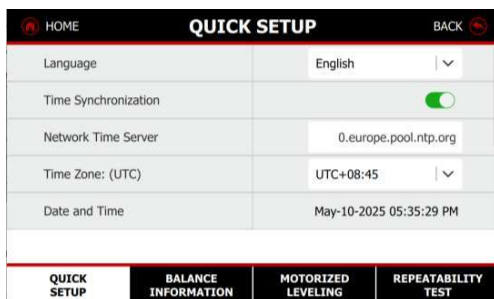 HOME QUICK SETUP BACK
Language English
Time Synchronization
Network Time Server 0.europe.pool.ntp.org
Time Zone: (UTC) UTC+08:45
Date and Time May-10-2025 05:35:29 PM
QUICK SETUP BALANCE INFORMATION MOTORIZED LEVELING REPEATABILITY TEST